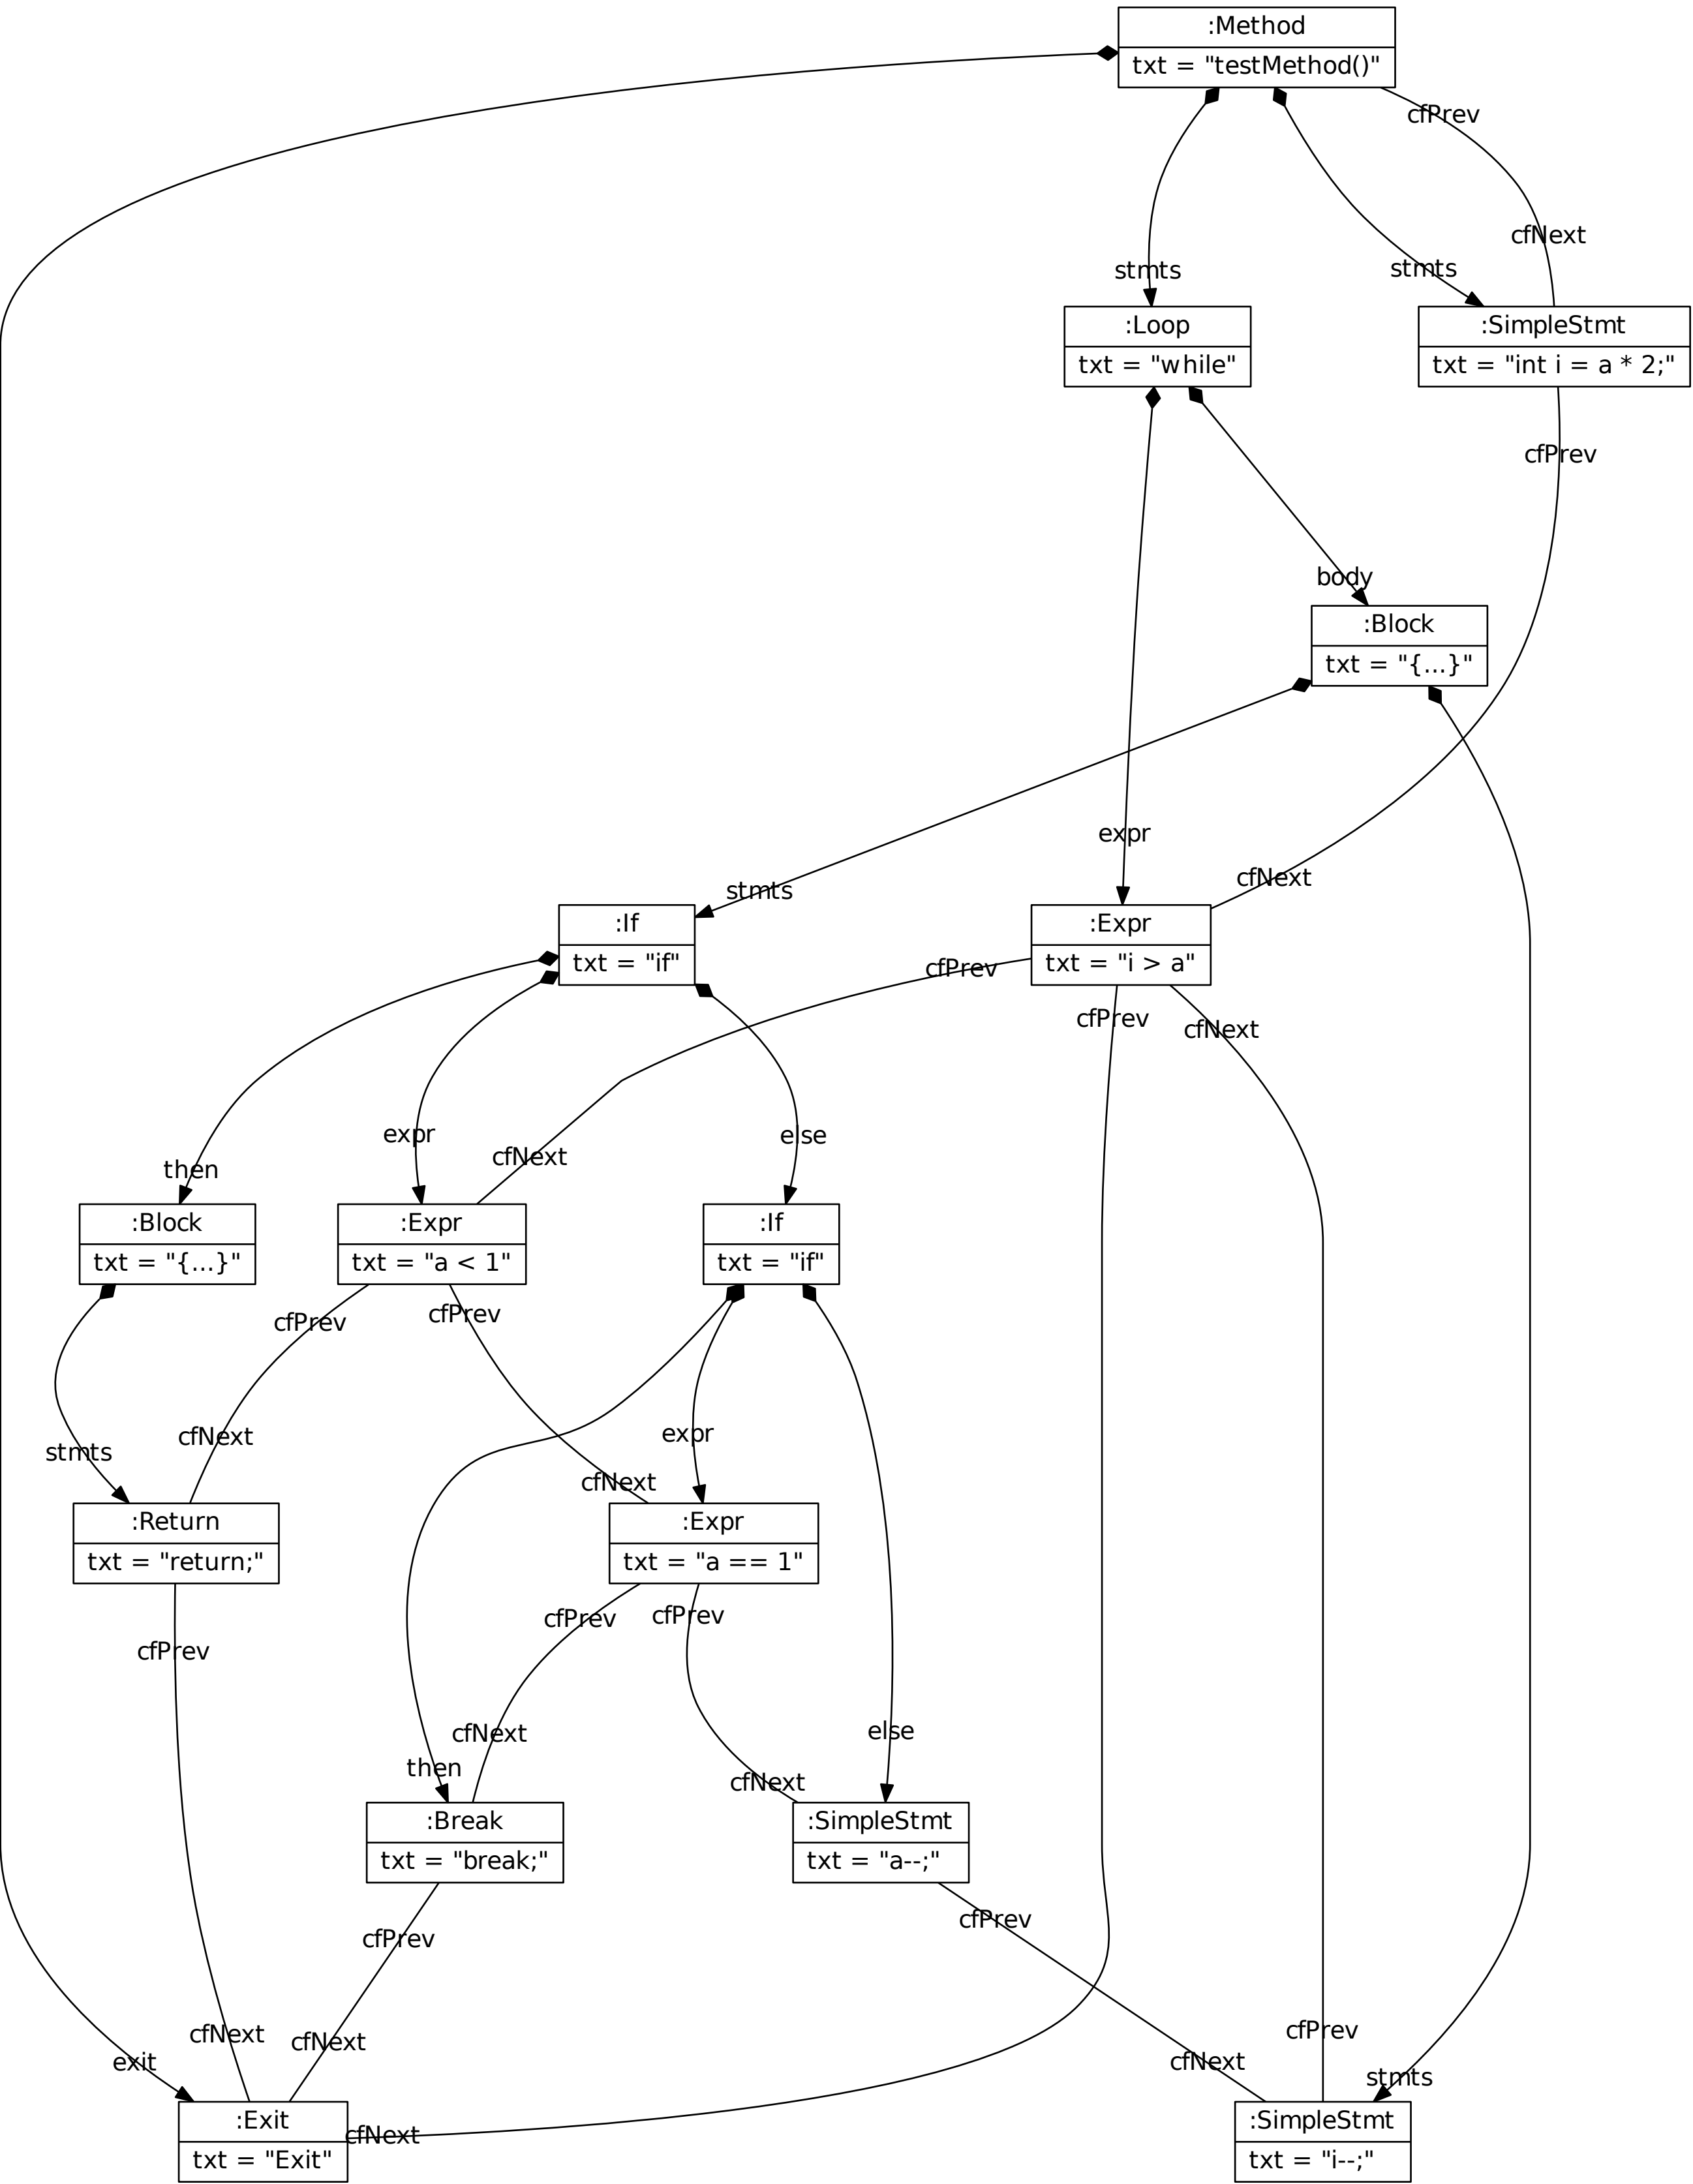 :Method
txt = "testMethod()"
cfPrev
cfNext
stmts
stmts
:Loop
txt = "while"
:SimpleStmt
txt = "int i = a * 2;"
cfPrev
body
:Block
txt = "{...}"
expr
stmts
cfNext
:If
txt = "if"
:Expr
txt = "i > a"
cfPrev
cfPrev
cfNext
expr
else
cfNext
then
:Block
txt = "{...}"
:Expr
txt = "a < 1"
:If
txt = "if"
cfPrev
cfPrev
cfNext
expr
stmts
cfNext
:Return
txt = "return;"
:Expr
txt = "a == 1"
cfPrev
cfPrev
cfPrev
cfNext
else
then
cfNext
:Break
txt = "break;"
:SimpleStmt
txt = "a--;"
cfPrev
cfPrev
cfNext
cfNext
cfPrev
exit
cfNext
stmts
:Exit
txt = "Exit"
cfNext
:SimpleStmt
txt = "i--;"